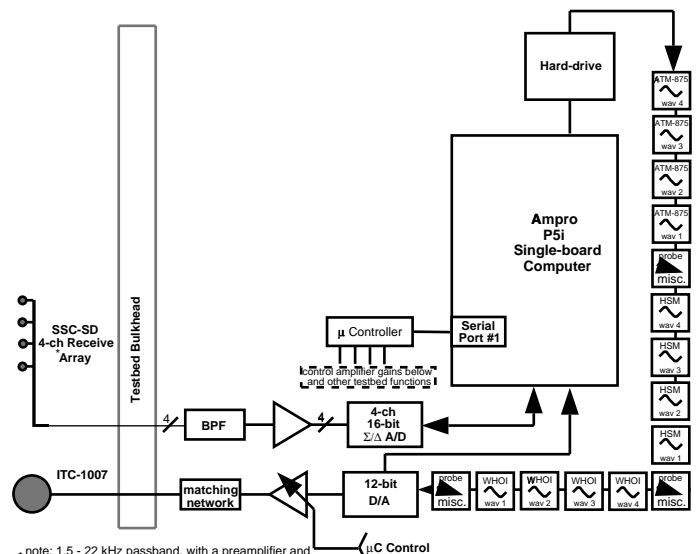 Hard-drive
ATM-875
wav 4
ATM-875
wav 3
ATM-875
wav 2
ATM-875
wav 1
probe
misc.
HSM
wav 4
HSM
wav 3
HSM
wav 2
HSM
wav 1
Ampro
P5i
Single-board
Computer
Testbed Bulkhead
SSC-SD
4-ch Receive
*Array
μ Controller
Serial
Port #1
control amplifier gains below
and other testbed functions
4
BPF
4
4-ch
16-bit
Σ/Δ A/D
ITC-1007
matching
network
12-bit
D/A
probe
misc.
WHOI
wav 1
WHOI
wav 2
WHOI
wav 3
WHOI
wav 4
probe
misc.
μC Control
* note: 1.5 - 22 kHz passband, with a preamplifier and